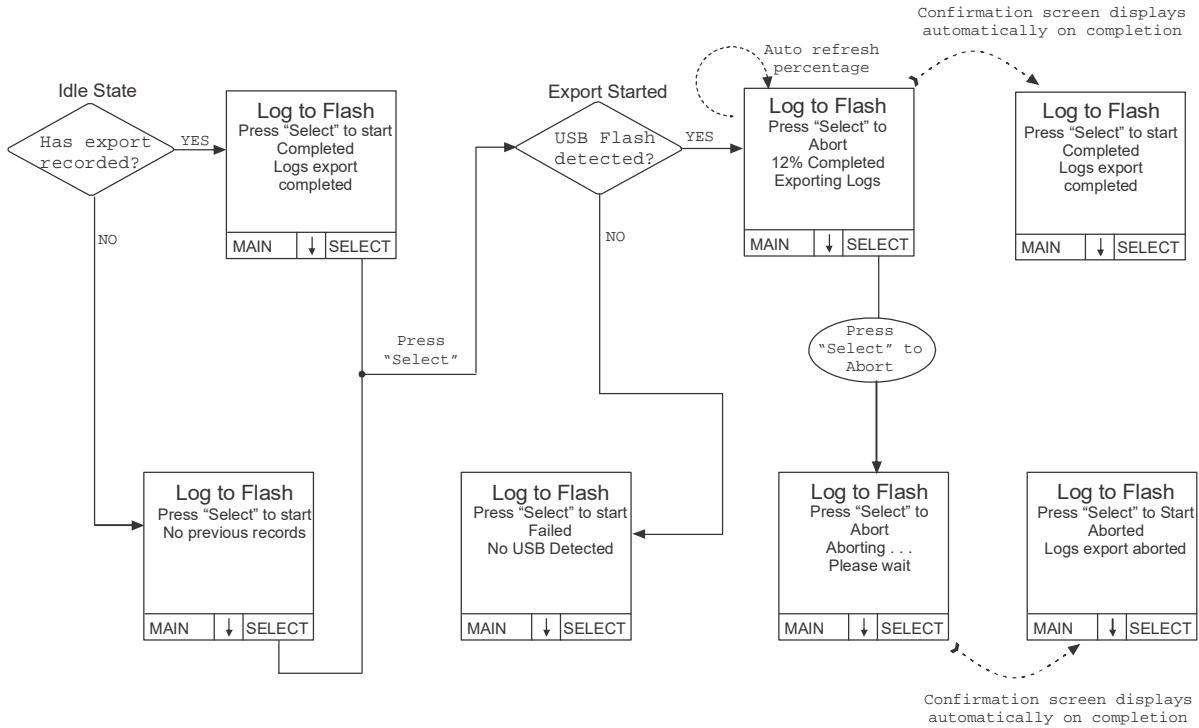 Confirmation screen displays
automatically on completion
Auto refresh
percentage
Idle State
Has export
recorded?
YES
NO
Log to Flash
Press “Select” to start
Completed
Logs export
completed
MAIN ↓ SELECT
Press
“Select”
Export Started
USB Flash
detected?
YES
NO
Log to Flash
Press “Select” to
Abort
12% Completed
Exporting Logs
MAIN ↓ SELECT
Log to Flash
Press “Select” to start
Completed
Logs export
completed
MAIN ↓ SELECT
Press
“Select” to
Abort
Log to Flash
Press “Select” to start
No previous records
MAIN ↓ SELECT
Log to Flash
Press “Select” to start
Failed
No USB Detected
MAIN ↓ SELECT
Log to Flash
Press “Select” to
Abort
Aborting . . .
Please wait
MAIN ↓ SELECT
Log to Flash
Press “Select” to Start
Aborted
Logs export aborted
MAIN ↓ SELECT
Confirmation screen displays
automatically on completion